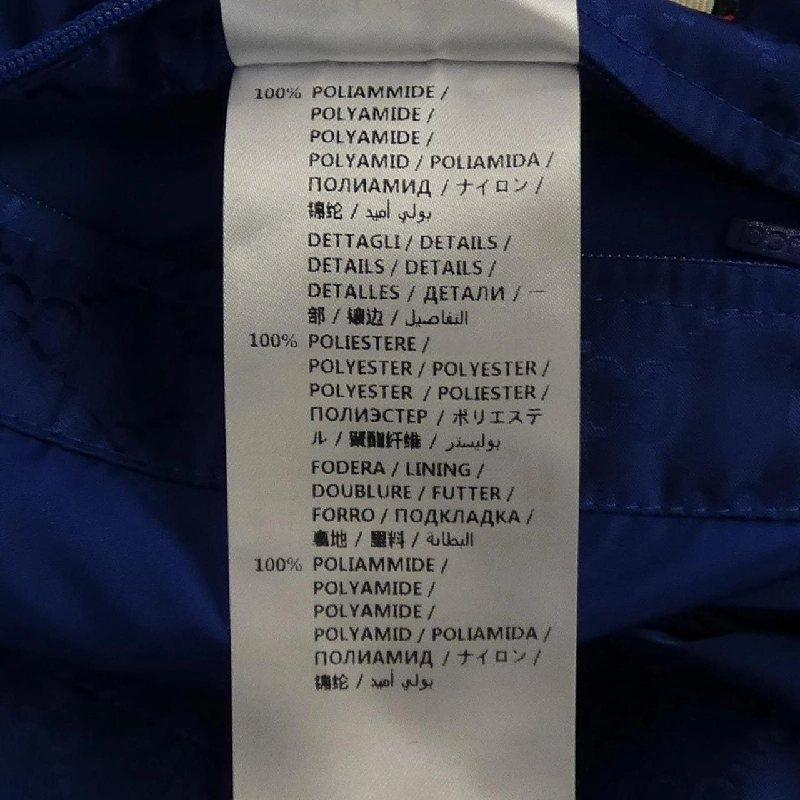 100% POLIAMMIDE /
POLYAMIDE /
POLYAMIDE /
POLYAMID / POLIAMIDA /
ПОЛИАМИД / ナイロン /
锦纶 / بولي أميد
DETTAGLI / DETAILS /
DETAILS / DETAILS /
DETALLES / ДЕТАЛИ / 一
部 / 镶边 / التفاصيل
100% POLIESTERE /
POLYESTER / POLYESTER /
POLYESTER / POLIESTER /
ПОЛИЭСТЕР / ポリエステ
ル / 聚酯纤维 / بوليستر
FODERA / LINING /
DOUBLURE / FUTTER /
FORRO / ПОДКЛАДКА /
裏地 / 里料 / البطانة
100% POLIAMMIDE /
POLYAMIDE /
POLYAMIDE /
POLYAMID / POLIAMIDA /
ПОЛИАМИД / ナイロン /
锦纶 / بولي أميد